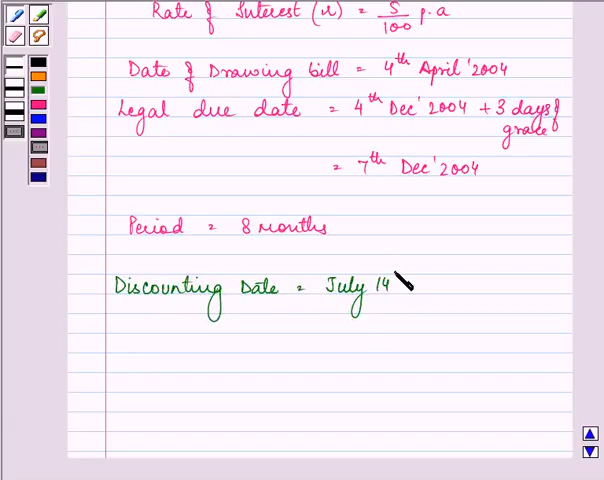 Rate of Interest (r) = 5/100 p.a
Date of Drawing bill = 4th April' 2004
Legal due date = 4th Dec' 2004 + 3 days of grace
= 7th Dec' 2004
Period = 8 months
Discounting Date = July 14